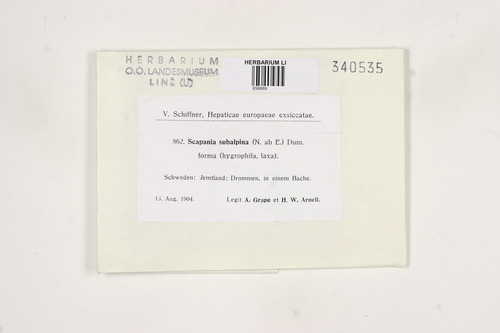 HERBARIUM
O.Ö. LANDESMUSEUM
LINZ (LI)
HERBARIUM LI
340535
V. Schiffner, Hepaticae europaeae exsiccatae.
862. Scapania subalpina (N. ab E.) Dum.
forma (hygrophila, laxa).
Schweden: Jemtland; Drommen, in einem Bache.
Aug. 1904. Legit A. Grape et H. W. Arnell.